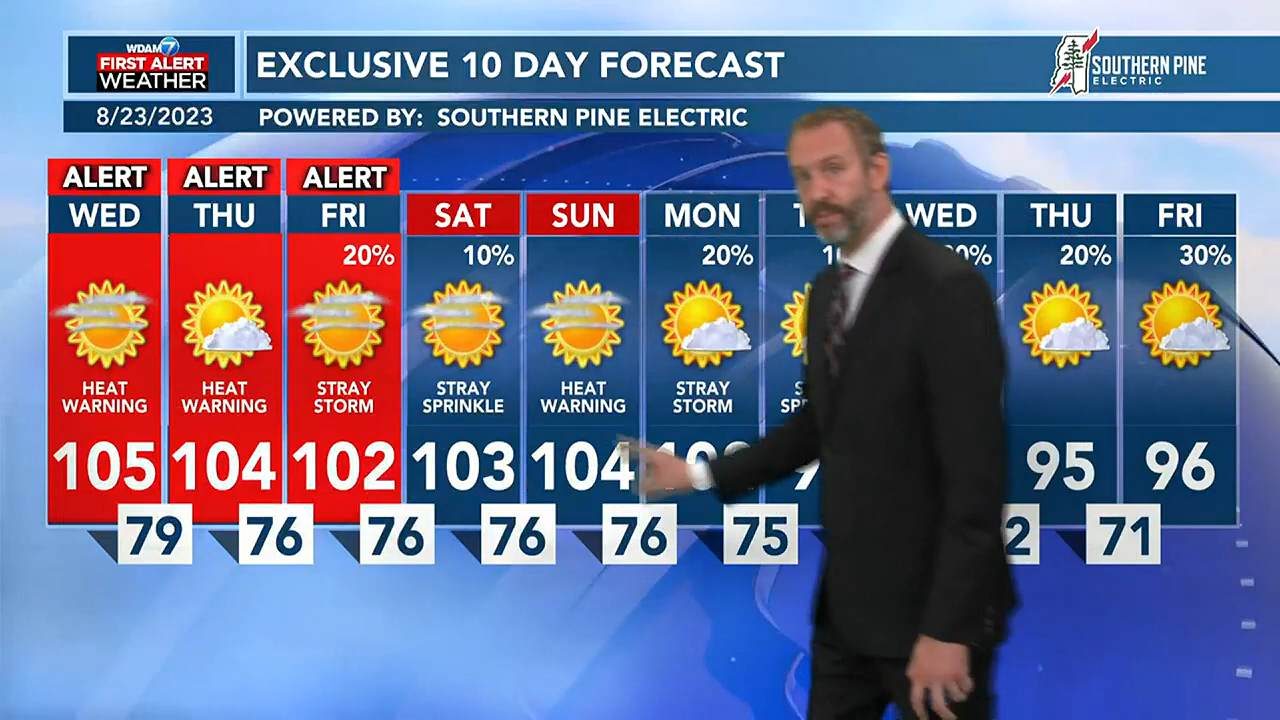 WDAM 7
FIRST ALERT
WEATHER
EXCLUSIVE 10 DAY FORECAST
SOUTHERN PINE
ELECTRIC
8/23/2023
POWERED BY: SOUTHERN PINE ELECTRIC
ALERT ALERT ALERT
WED THU FRI SAT SUN MON WED THU FRI
20% 10% 20% 20% 30%
HEAT WARNING
HEAT WARNING
STRAY STORM
STRAY SPRINKLE
HEAT WARNING
STRAY STORM
105 104 102 103 104 95 96
79 76 76 76 76 75 71